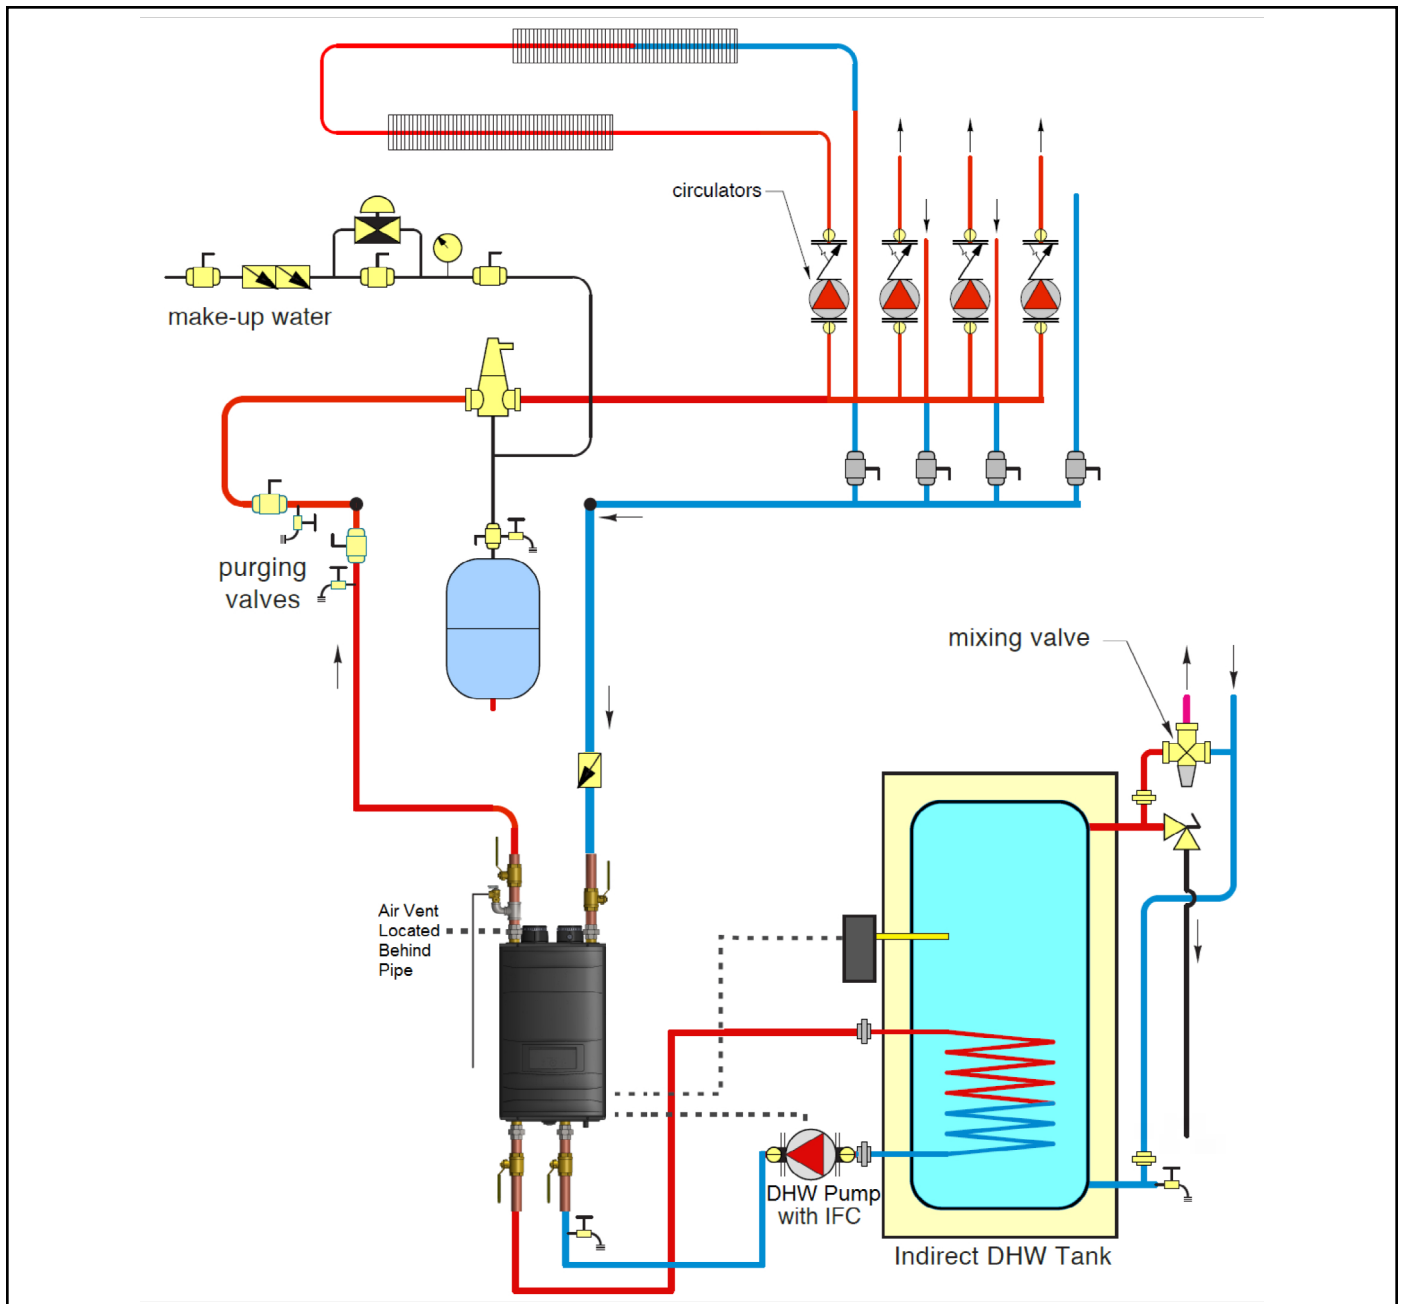 circulators
make-up water
purging
valves
mixing valve
Air Vent
Located
Behind
Pipe
DHW Pump
with IFC
Indirect DHW Tank